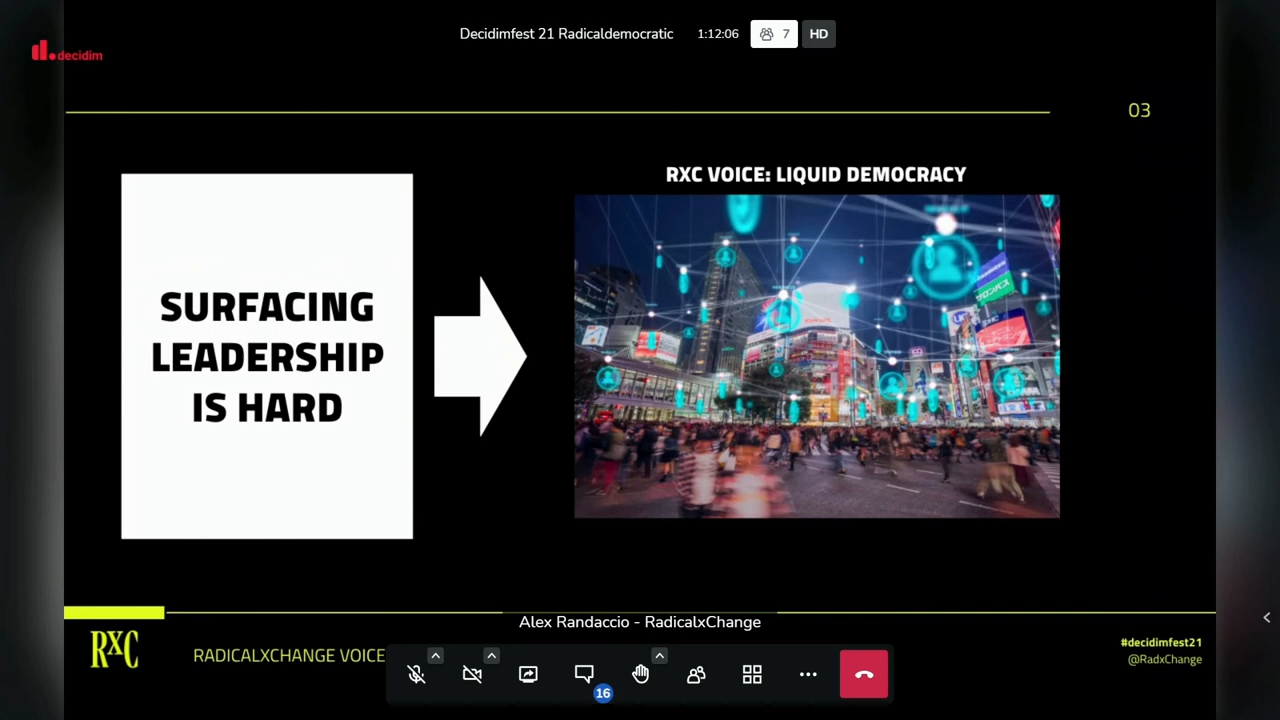 decidim
Decidimfest 21 Radicaldemocratic
1:12:06
7
HD
03
RXC VOICE: LIQUID DEMOCRACY
SURFACING
LEADERSHIP
IS HARD
Alex Randaccio - RadicalxChange
RxC
RADICALXCHANGE VOICE
#decidimfest21
@RadxChange
16